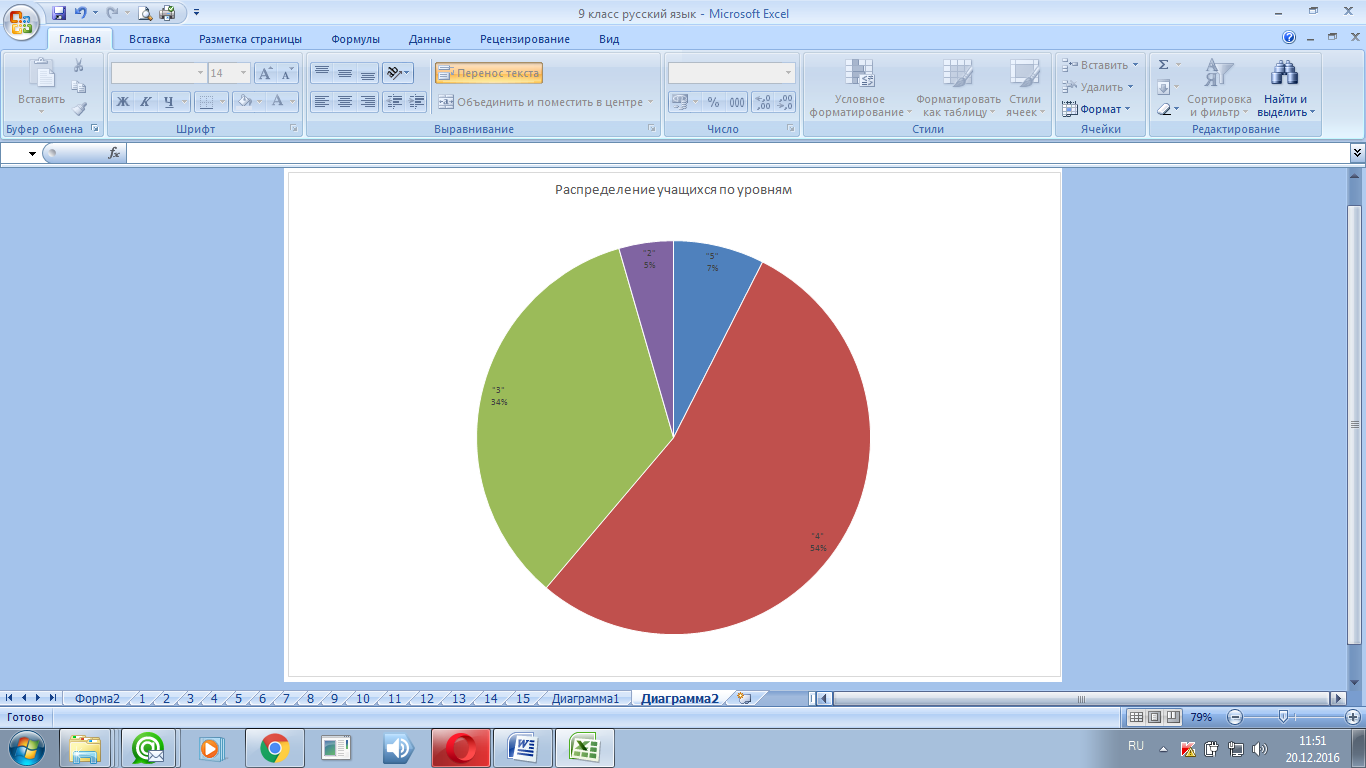 9 класс русский язык - Microsoft Excel
Главная Вставка Разметка страницы Формулы Данные Рецензирование Вид
14 Перенос текста Вставить
Вставить Ж К Ч А Объединить и поместить в центре % 000 Условное форматирование Форматировать как таблицу Стили ячеек Удалить Сортировка и фильтр Найти и выделить
Формат
Буфер обмена Шрифт Выравнивание Число Стили Ячейки Редактирование
fx
Распределение учащихся по уровням
"2"
5%
"5"
7%
"3"
34%
"4"
54%
Форма2 1 2 3 4 5 6 7 8 9 10 11 12 13 14 15 Диаграмма1 Диаграмма2
Готово 79%
RU 11:51
20.12.2016